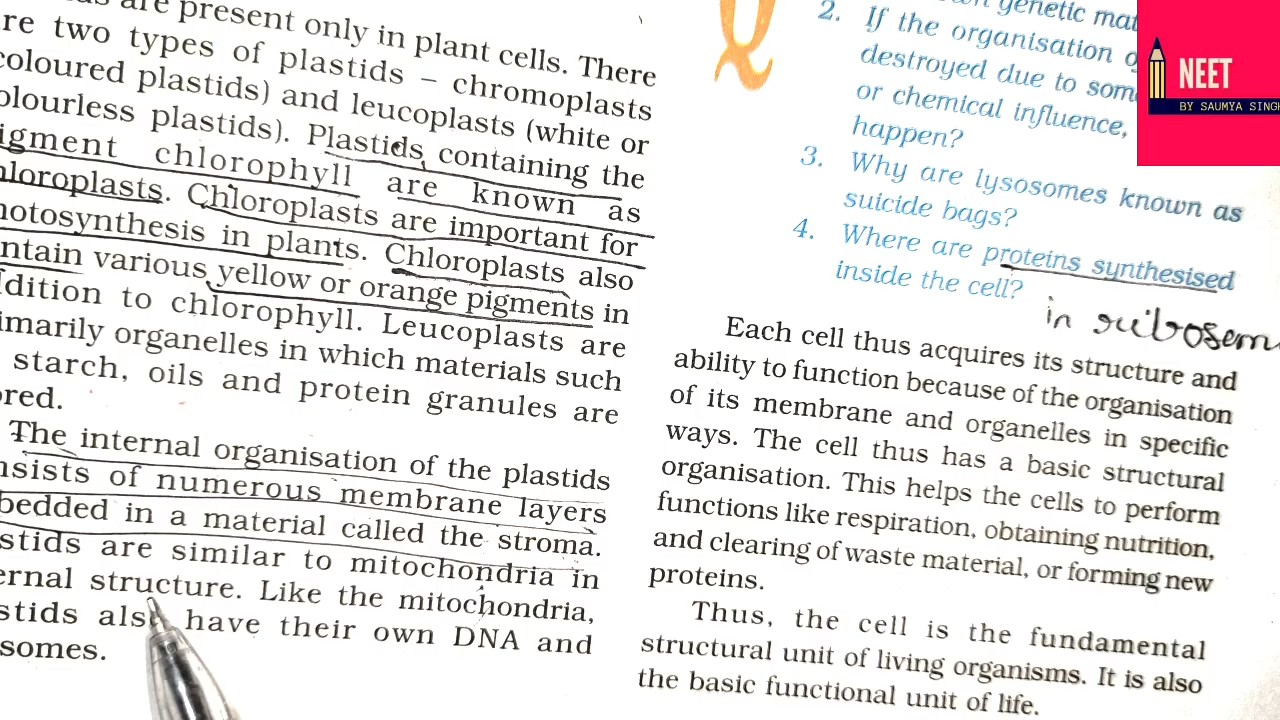 are present only in plant cells. There
re two types of plastids – chromoplasts
coloured plastids) and leucoplasts (white or
olourless plastids). Plastids containing the
igment chlorophyll are known as
hloroplasts. Chloroplasts are important for
hotosynthesis in plants. Chloroplasts also
ntain various yellow or orange pigments in
ddition to chlorophyll. Leucoplasts are
imarily organelles in which materials such
starch, oils and protein granules are
ored.
The internal organisation of the plastids
nsists of numerous membrane layers
bedded in a material called the stroma.
stids are similar to mitochondria in
ernal structure. Like the mitochondria,
stids also have their own DNA and
somes.
Q
genetic mat
2. If the organisation o
destroyed due to som
or chemical influence,
happen?
3. Why are lysosomes known as
suicide bags?
4. Where are proteins synthesised
inside the cell?
in ribosem
Each cell thus acquires its structure and
ability to function because of the organisation
of its membrane and organelles in specific
ways. The cell thus has a basic structural
organisation. This helps the cells to perform
functions like respiration, obtaining nutrition,
and clearing of waste material, or forming new
proteins.
Thus, the cell is the fundamental
structural unit of living organisms. It is also
the basic functional unit of life.
NEET
BY SAUMYA SINGH